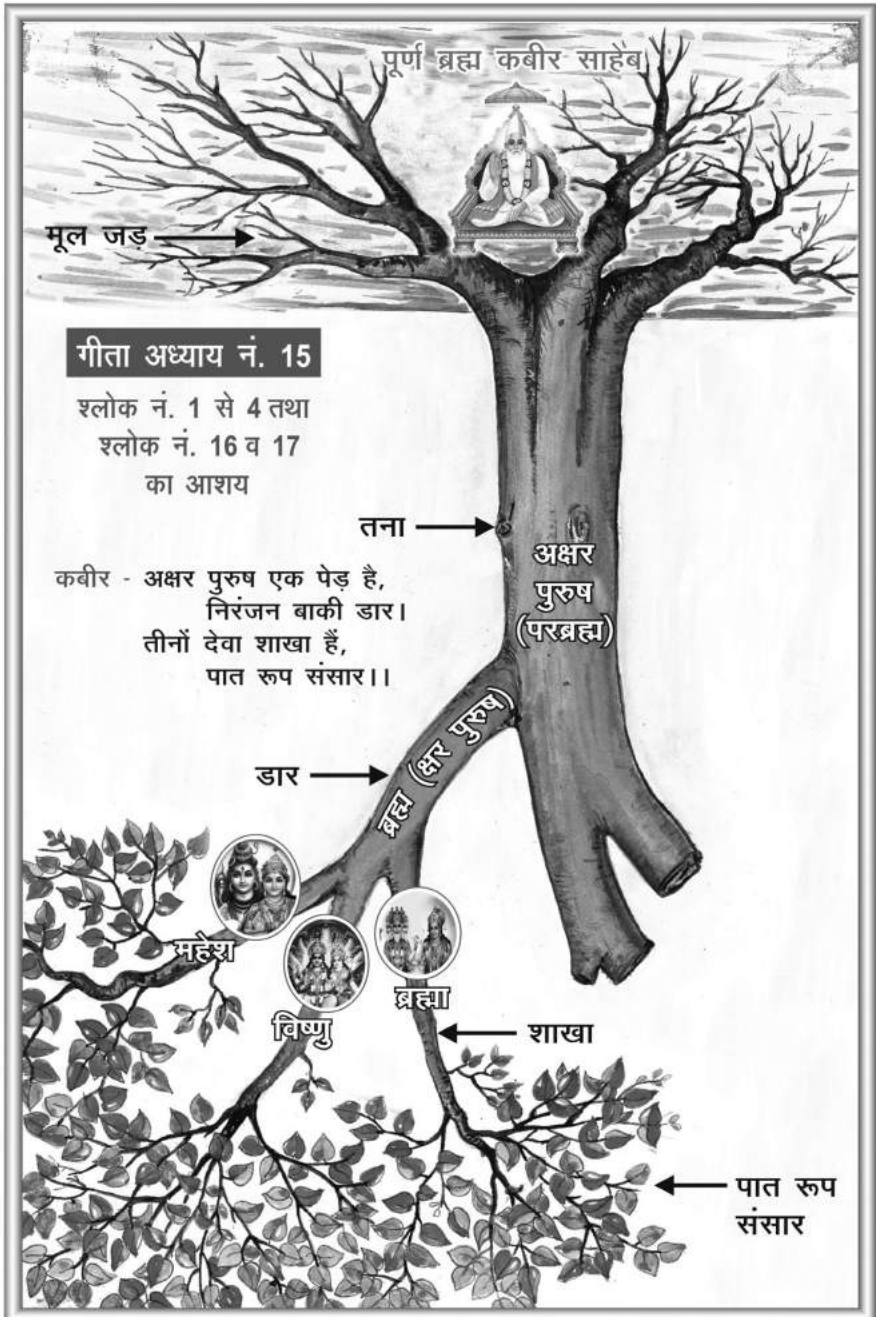 पूर्ण ब्रह्म कबीर साहेब
मूल जड़
गीता अध्याय नं. 15
श्लोक नं. 1 से 4 तथा
श्लोक नं. 16 व 17
का आशय
तना
अक्षर
पुरुष
(परब्रह्म)
कबीर - अक्षर पुरुष एक पेड़ है,
निरंजन बाकी डार।
तीनों देवा शाखा हैं,
पात रूप संसार।।
डार
ब्रह्म (क्षर पुरुष)
महेश
विष्णु
ब्रह्मा
शाखा
पात रूप
संसार